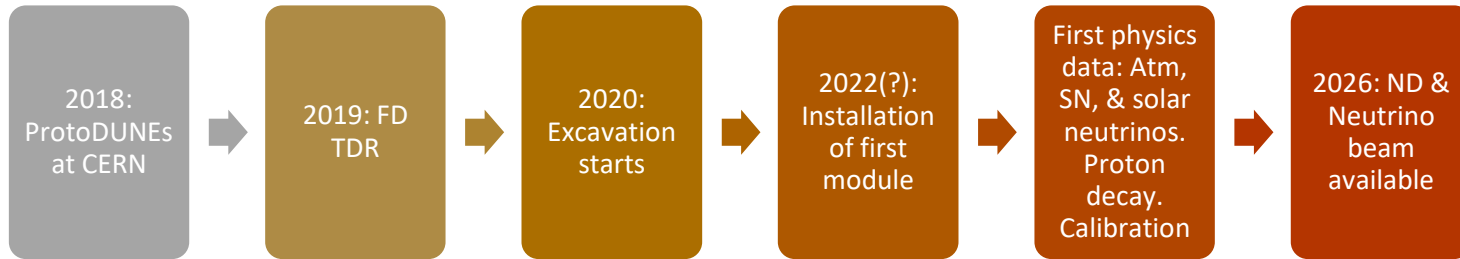 2018:
ProtoDUNEs
at CERN
2019: FD
TDR
2020:
Excavation
starts
2022(?):
Installation
of first
module
First physics
data: Atm,
SN, & solar
neutrinos.
Proton
decay.
Calibration
2026: ND &
Neutrino
beam
available